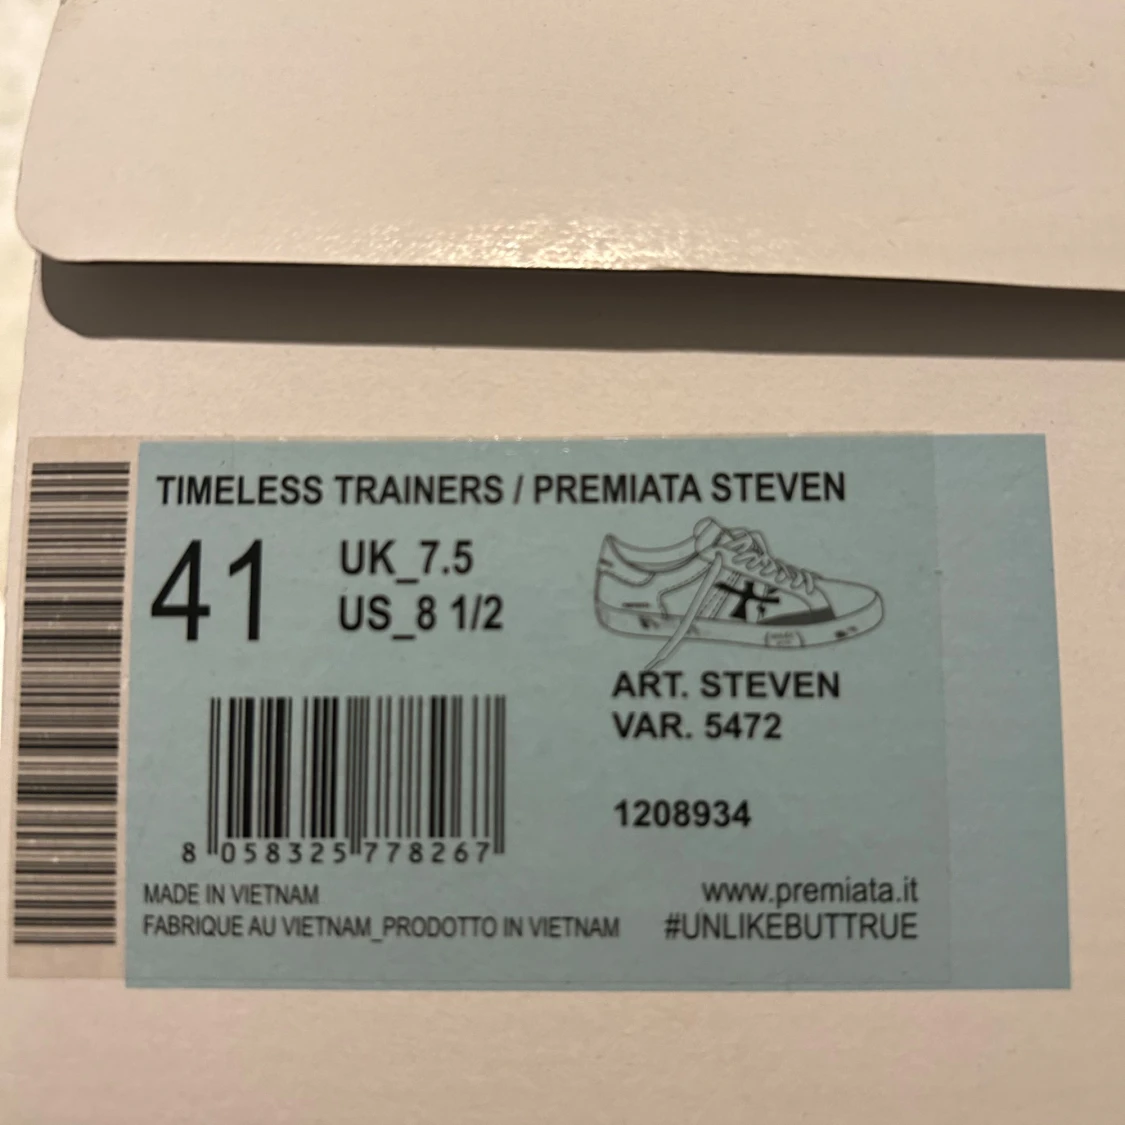 TIMELESS TRAINERS / PREMIATA STEVEN
41
UK_7.5
US_8 1/2
ART. STEVEN
VAR. 5472
1208934
8 058325 778267
MADE IN VIETNAM
FABRIQUE AU VIETNAM_PRODOTTO IN VIETNAM
www.premiata.it
#UNLIKEBUTTRUE